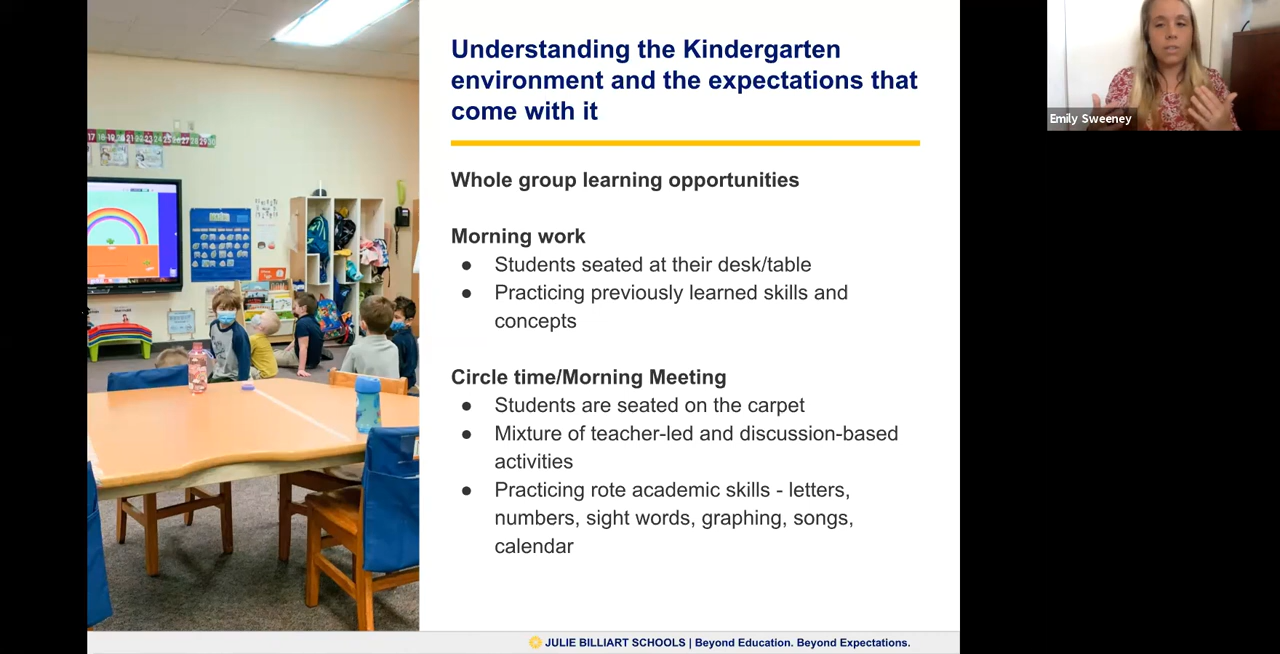 Understanding the Kindergarten
environment and the expectations that
come with it
Whole group learning opportunities
Morning work
● Students seated at their desk/table
● Practicing previously learned skills and
concepts
Circle time/Morning Meeting
● Students are seated on the carpet
● Mixture of teacher-led and discussion-based
activities
● Practicing rote academic skills - letters,
numbers, sight words, graphing, songs,
calendar
JULIE BILLIART SCHOOLS | Beyond Education. Beyond Expectations.
Emily Sweeney